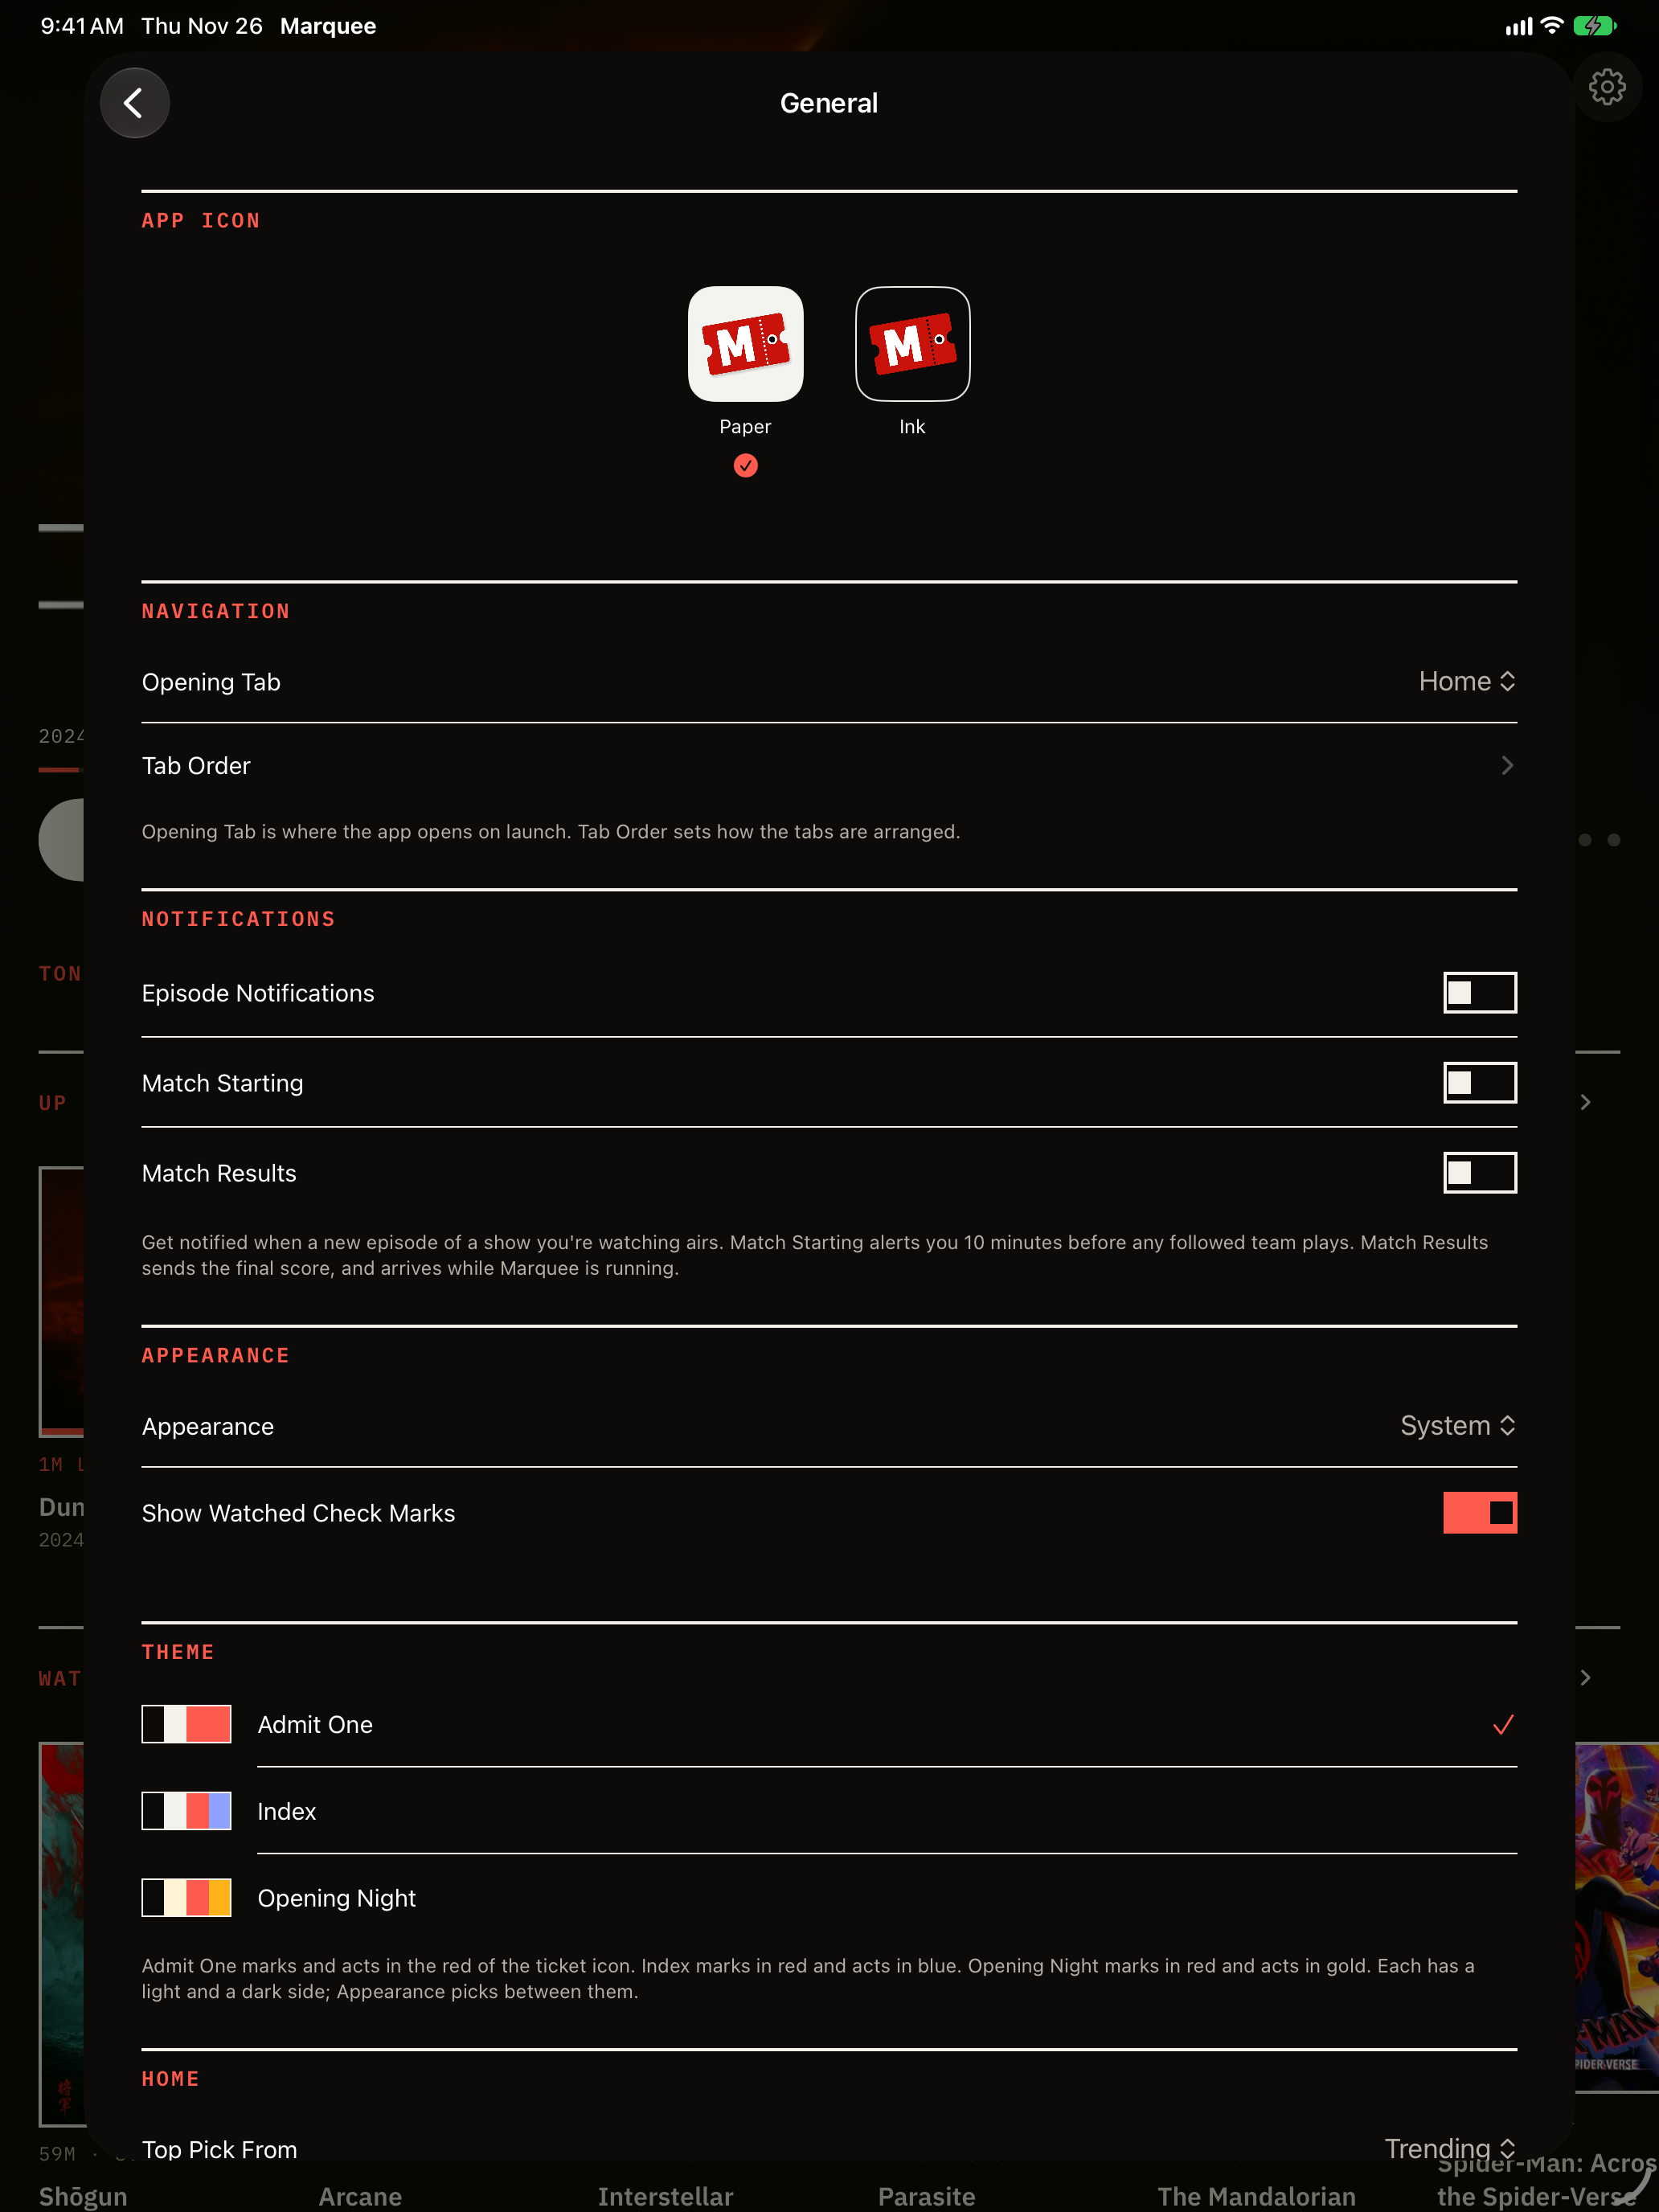 9:41 AM Thu Nov 26 Marquee
General
APP ICON
M M
Paper Ink
NAVIGATION
Opening Tab Home
Tab Order
Opening Tab is where the app opens on launch. Tab Order sets how the tabs are arranged.
NOTIFICATIONS
Episode Notifications
Match Starting
Match Results
Get notified when a new episode of a show you're watching airs. Match Starting alerts you 10 minutes before any followed team plays. Match Results
sends the final score, and arrives while Marquee is running.
APPEARANCE
Appearance System
Show Watched Check Marks
THEME
Admit One
Index
Opening Night
Admit One marks and acts in the red of the ticket icon. Index marks in red and acts in blue. Opening Night marks in red and acts in gold. Each has a
light and a dark side; Appearance picks between them.
HOME
Top Pick From Trending
2024
TON
UP
1M L
Dun
2024
WAT
将軍
-MAN
PIDER-VERSE
59M ·
Spider-Man: Acros
Shōgun Arcane Interstellar Parasite The Mandalorian the Spider-Verse